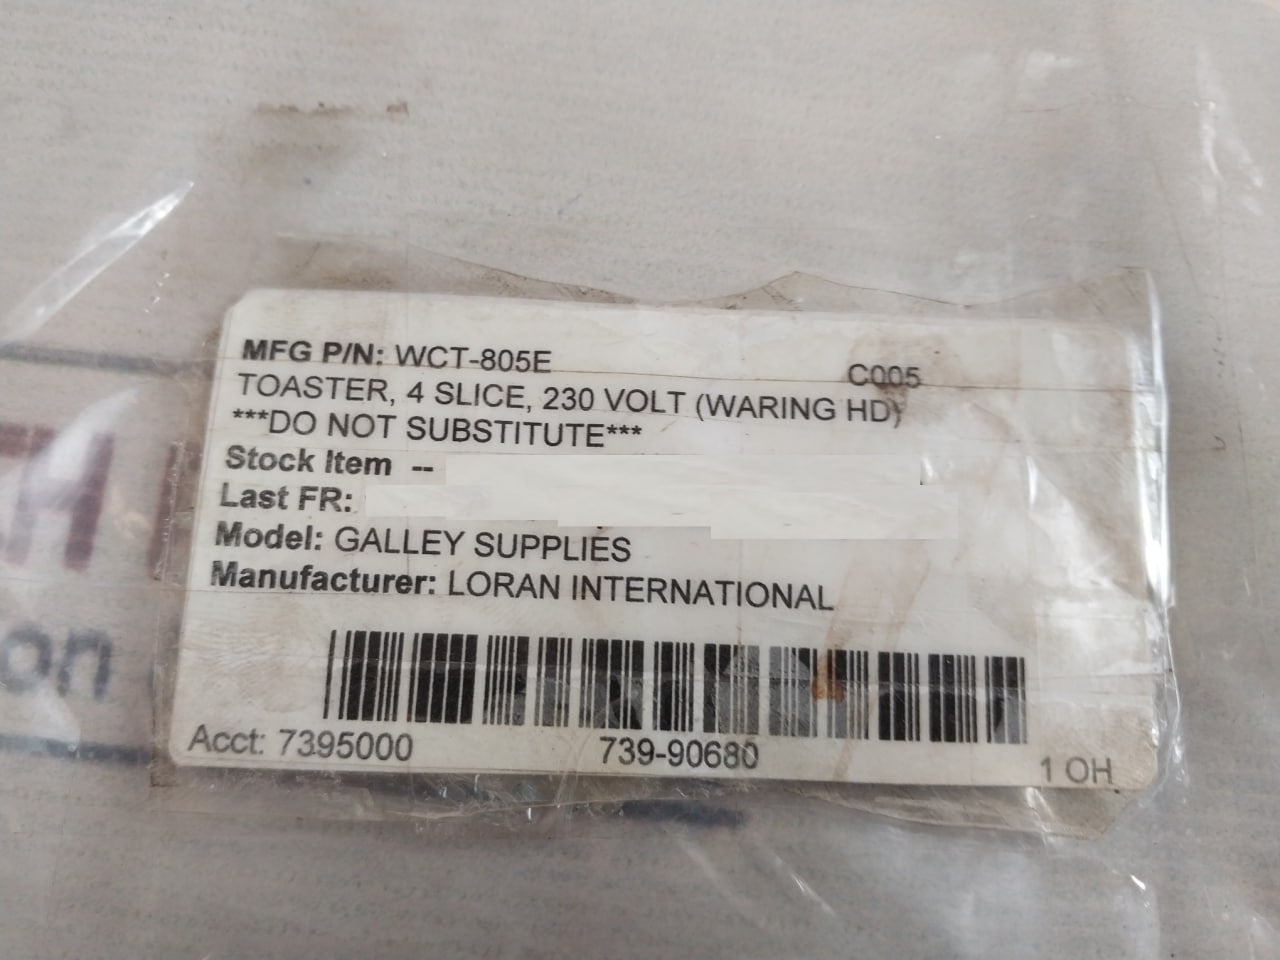 MFG P/N: WCT-805E
C005
TOASTER, 4 SLICE, 230 VOLT (WARING HD)
***DO NOT SUBSTITUTE***
Stock Item --
Last FR:
Model: GALLEY SUPPLIES
Manufacturer: LORAN INTERNATIONAL
Acct: 7395000 739-90680 1 OH
on